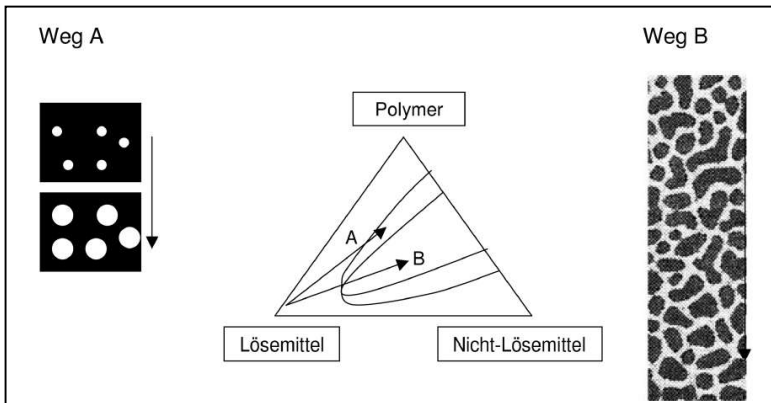 Weg A
Weg B
Polymer
A
B
Lösemittel
Nicht-Lösemittel